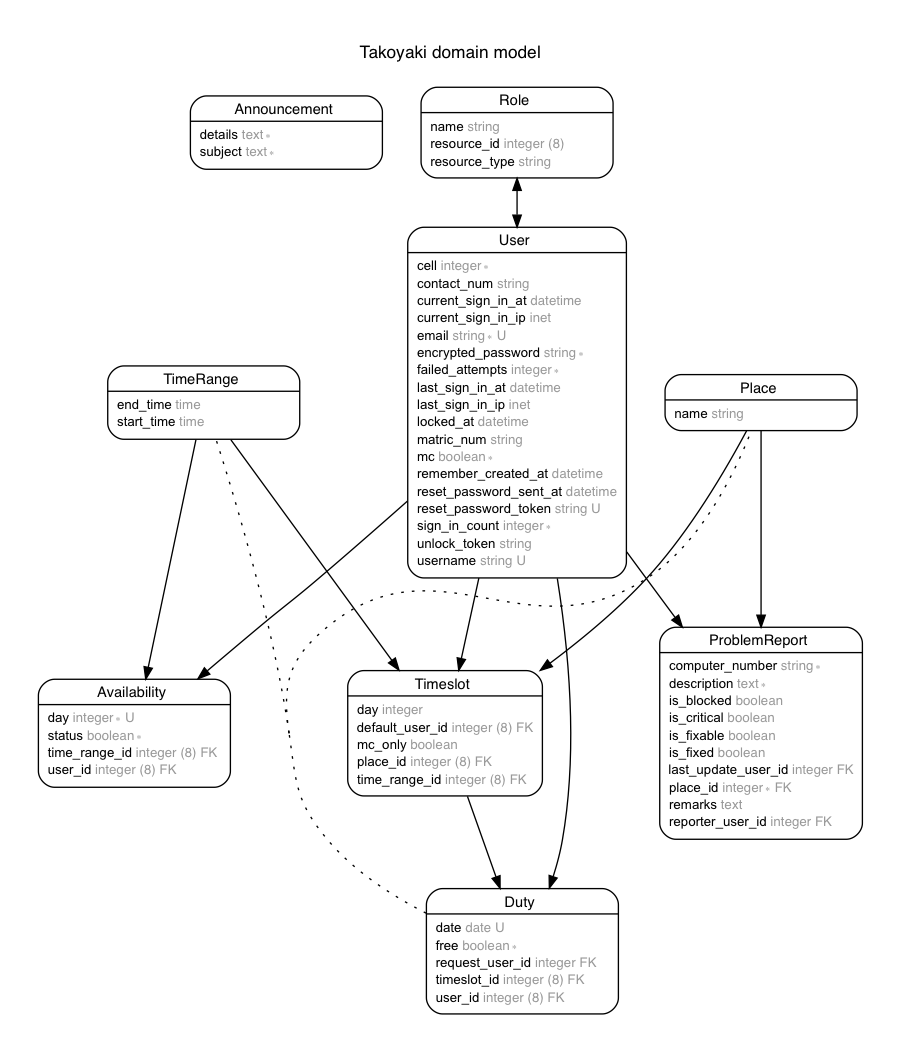 Takoyaki domain model
Announcement
details text *
subject text *
Role
name string
resource_id integer (8)
resource_type string
User
cell integer *
contact_num string
current_sign_in_at datetime
current_sign_in_ip inet
email string * U
encrypted_password string *
failed_attempts integer *
last_sign_in_at datetime
last_sign_in_ip inet
locked_at datetime
matric_num string
mc boolean *
remember_created_at datetime
reset_password_sent_at datetime
reset_password_token string U
sign_in_count integer *
unlock_token string
username string U
TimeRange
end_time time
start_time time
Place
name string
Availability
day integer * U
status boolean *
time_range_id integer (8) FK
user_id integer (8) FK
Timeslot
day integer
default_user_id integer (8) FK
mc_only boolean
place_id integer (8) FK
time_range_id integer (8) FK
ProblemReport
computer_number string *
description text *
is_blocked boolean
is_critical boolean
is_fixable boolean
is_fixed boolean
last_update_user_id integer FK
place_id integer * FK
remarks text
reporter_user_id integer FK
Duty
date date U
free boolean *
request_user_id integer FK
timeslot_id integer (8) FK
user_id integer (8) FK